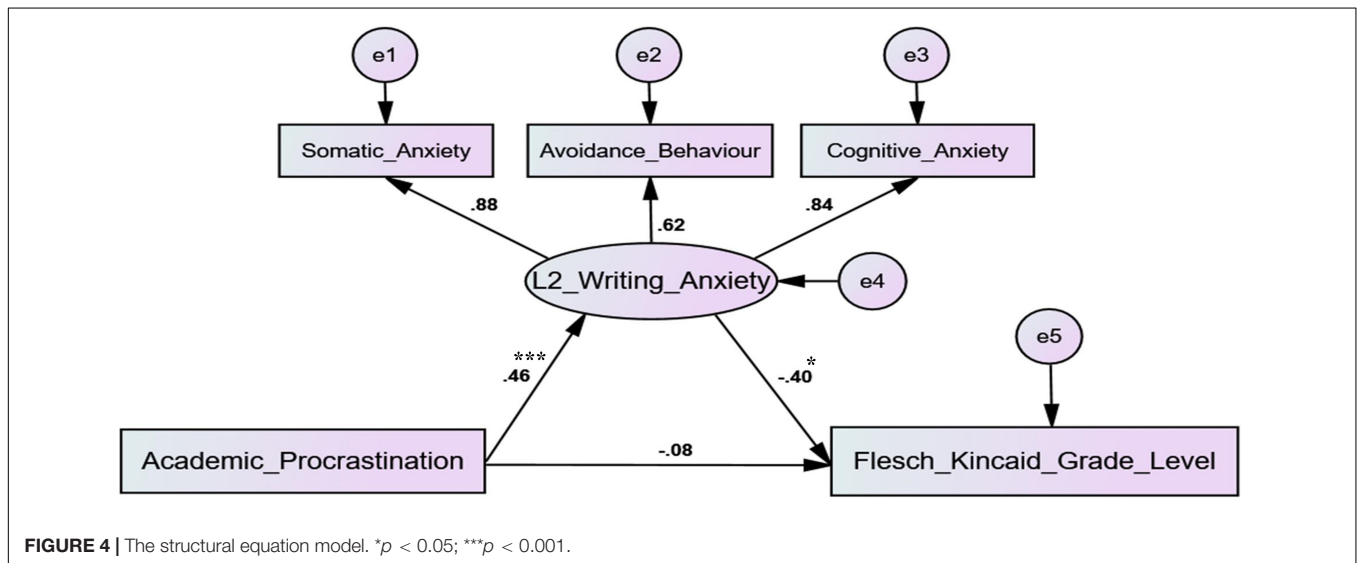 e1
e2
e3
Somatic_Anxiety
Avoidance_Behaviour
Cognitive_Anxiety
.88
.62
.84
L2_Writing_Anxiety
e4
e5
***
.46
*
-.40
-.08
Academic_Procrastination
Flesch_Kincaid_Grade_Level
FIGURE 4 | The structural equation model. *p < 0.05; ***p < 0.001.